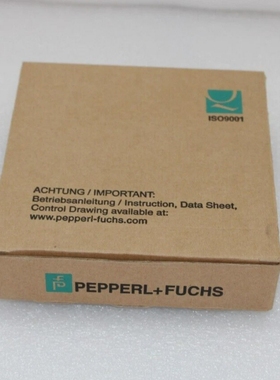 ISO9001
ACHTUNG / IMPORTANT:
Betriebsanleitung / Instruction, Data Sheet,
Control Drawing available at:
www.pepperl-fuchs.com
PEPPERL+FUCHS